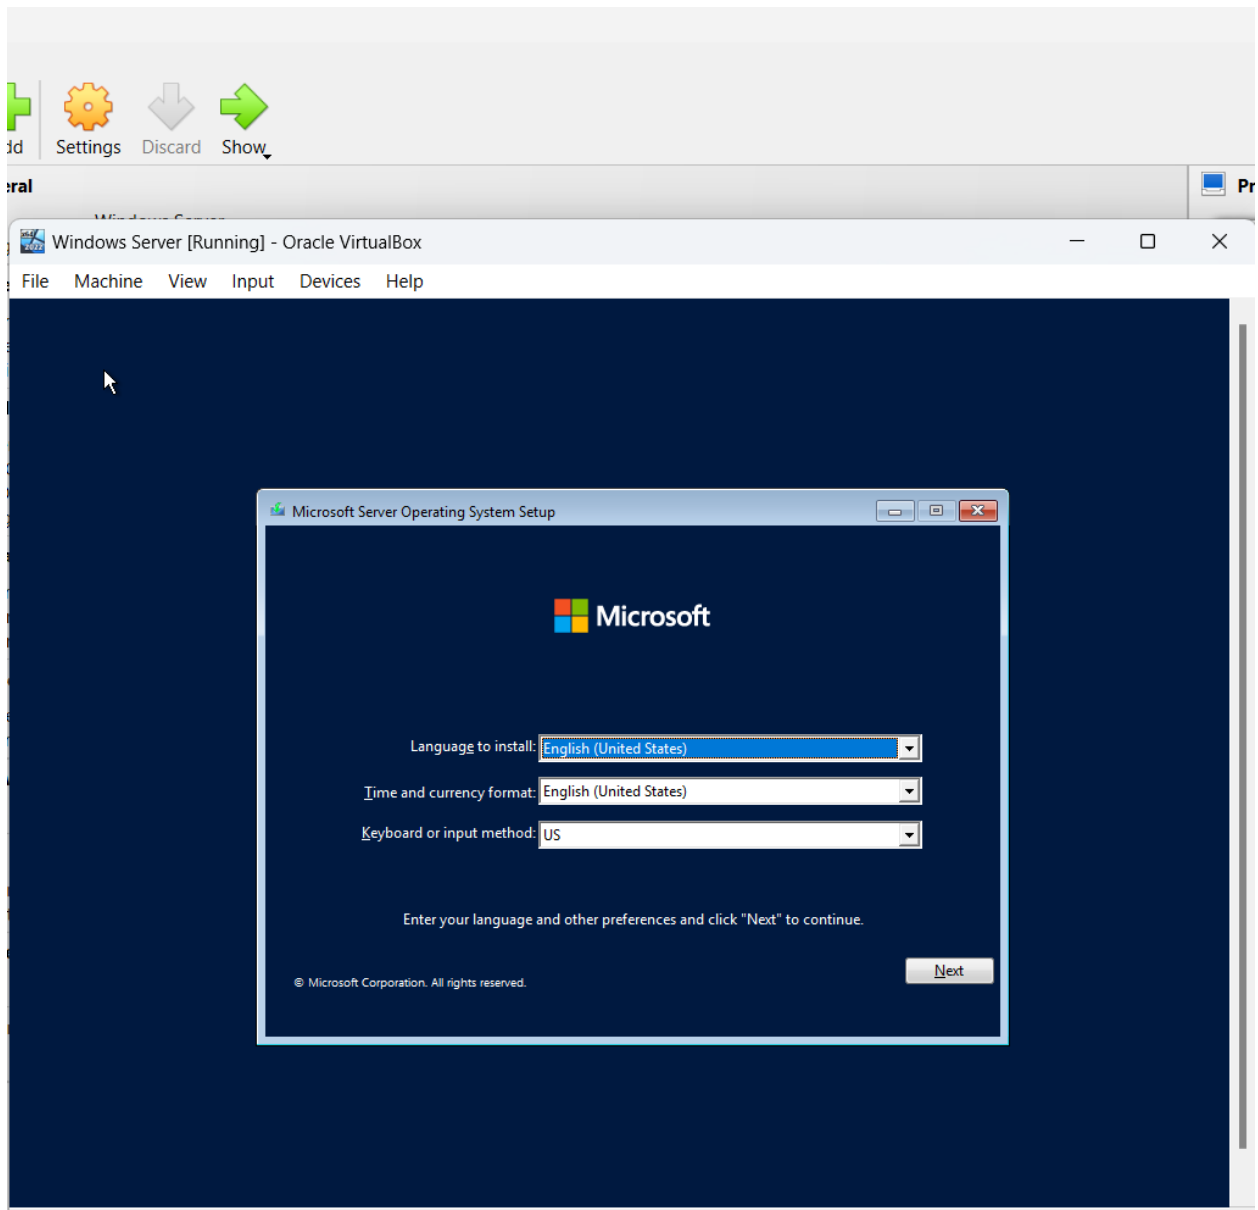 dd Settings Discard Show
eral
Pr
Windows Server [Running] - Oracle VirtualBox
File Machine View Input Devices Help
Microsoft Server Operating System Setup
Microsoft
Language to install: English (United States)
Time and currency format: English (United States)
Keyboard or input method: US
Enter your language and other preferences and click "Next" to continue.
Next
© Microsoft Corporation. All rights reserved.